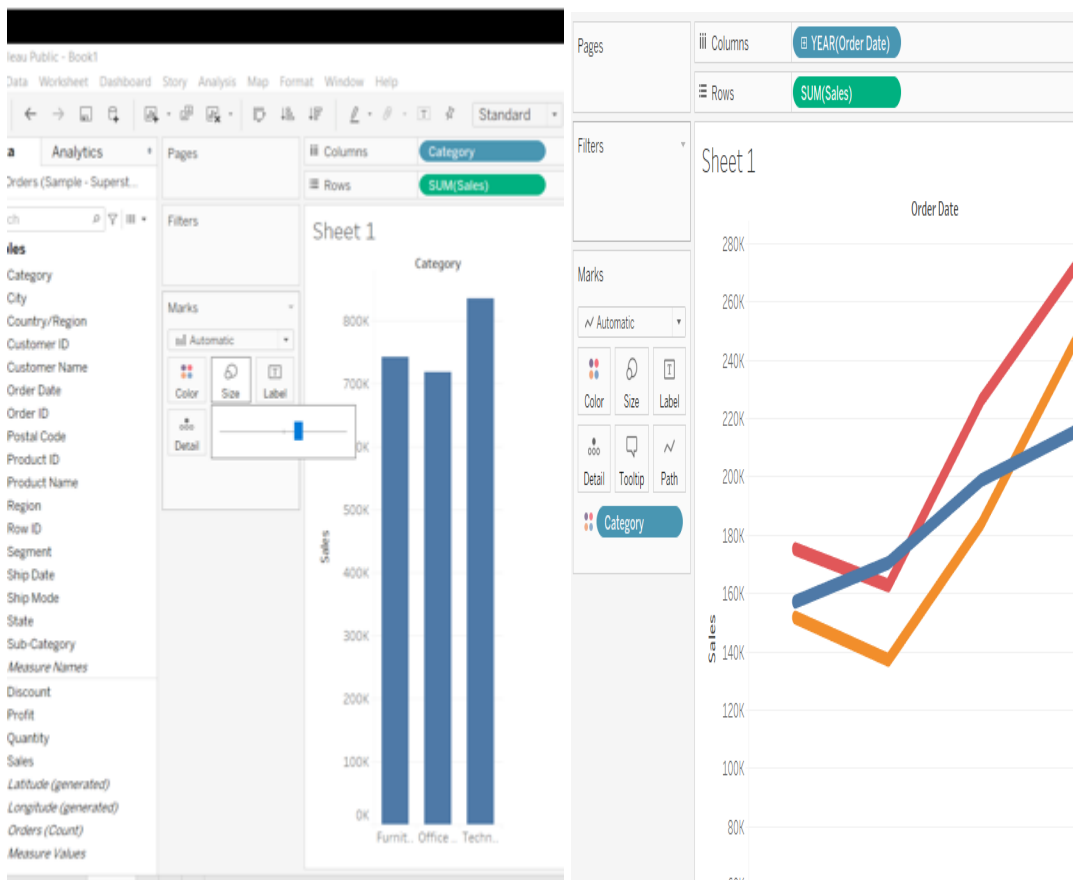 leau Public - Book1
Data Worksheet Dashboard Story Analysis Map Format Window Help
Standard
a Analytics
Orders (Sample - Superst...
ch
les
Category
City
Country/Region
Customer ID
Customer Name
Order Date
Order ID
Postal Code
Product ID
Product Name
Region
Row ID
Segment
Ship Date
Ship Mode
State
Sub-Category
Measure Names
Discount
Profit
Quantity
Sales
Latitude (generated)
Longitude (generated)
Orders (Count)
Measure Values
Pages
Filters
Marks
Automatic
Color Size Label
Detail
Columns Category
Rows SUM(Sales)
Sheet 1
Category
800K
700K
0K
500K
400K
300K
200K
100K
0K
Sales
Furnit.. Office .. Techn..
Pages
Filters
Marks
Automatic
Color Size Label
Detail Tooltip Path
Category
Columns YEAR(Order Date)
Rows SUM(Sales)
Sheet 1
Order Date
280K
260K
240K
220K
200K
180K
160K
140K
120K
100K
80K
Sales